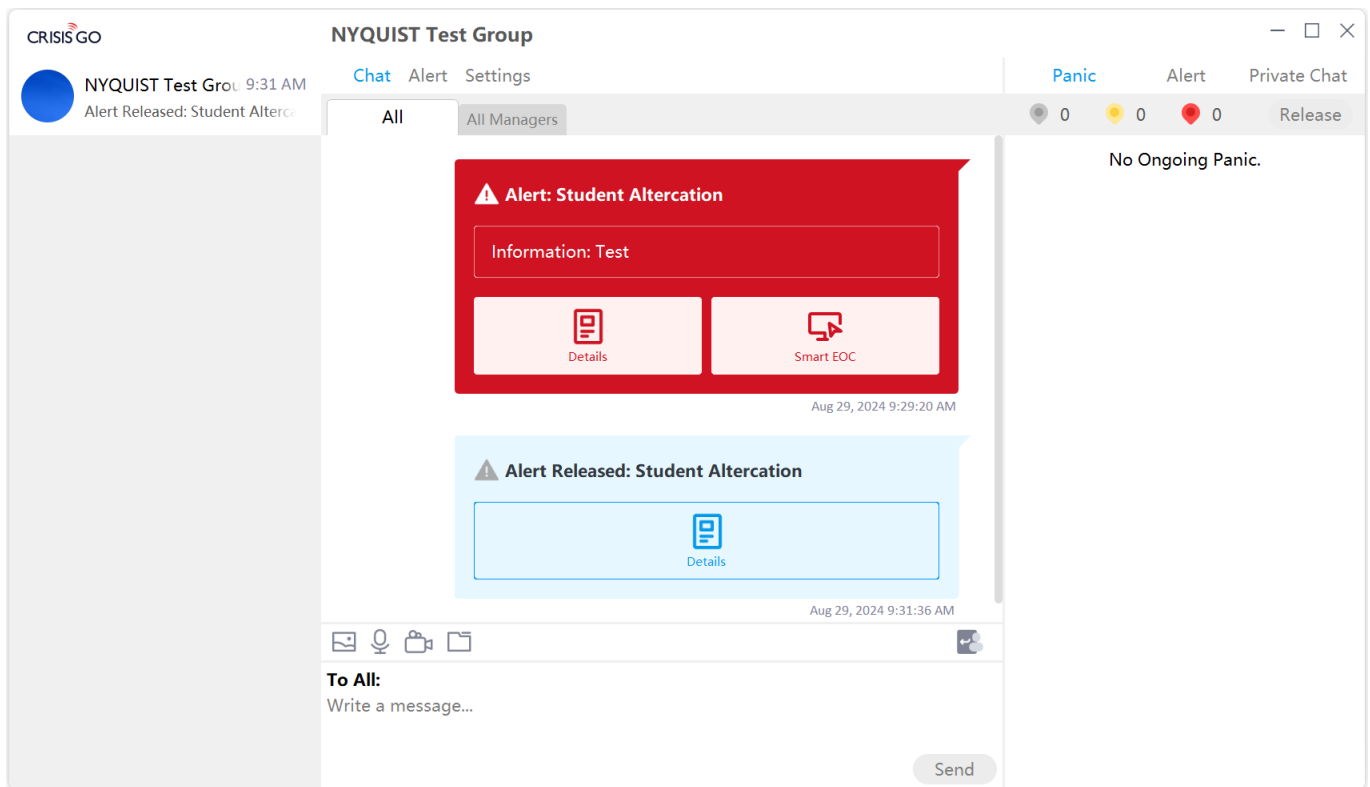 CRISIS GO
NYQUIST Test Group
NYQUIST Test Grou 9:31 AM
Alert Released: Student Alterca
Chat Alert Settings
All All Managers
Alert: Student Altercation
Information: Test
Details Smart EOC
Aug 29, 2024 9:29:20 AM
Alert Released: Student Altercation
Details
Aug 29, 2024 9:31:36 AM
To All:
Write a message...
Send
Panic Alert Private Chat
0 0 0 Release
No Ongoing Panic.